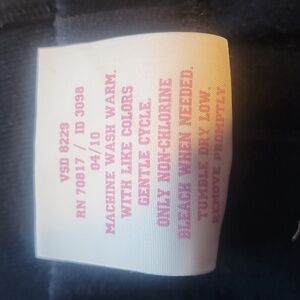 VSD 8229
RN 70817 / ID 3098
04/10
MACHINE WASH WARM.
WITH LIKE COLORS
GENTLE CYCLE.
ONLY NON-CHLORINE
BLEACH WHEN NEEDED.
TUMBLE DRY LOW.
REMOVE PROMPTLY.